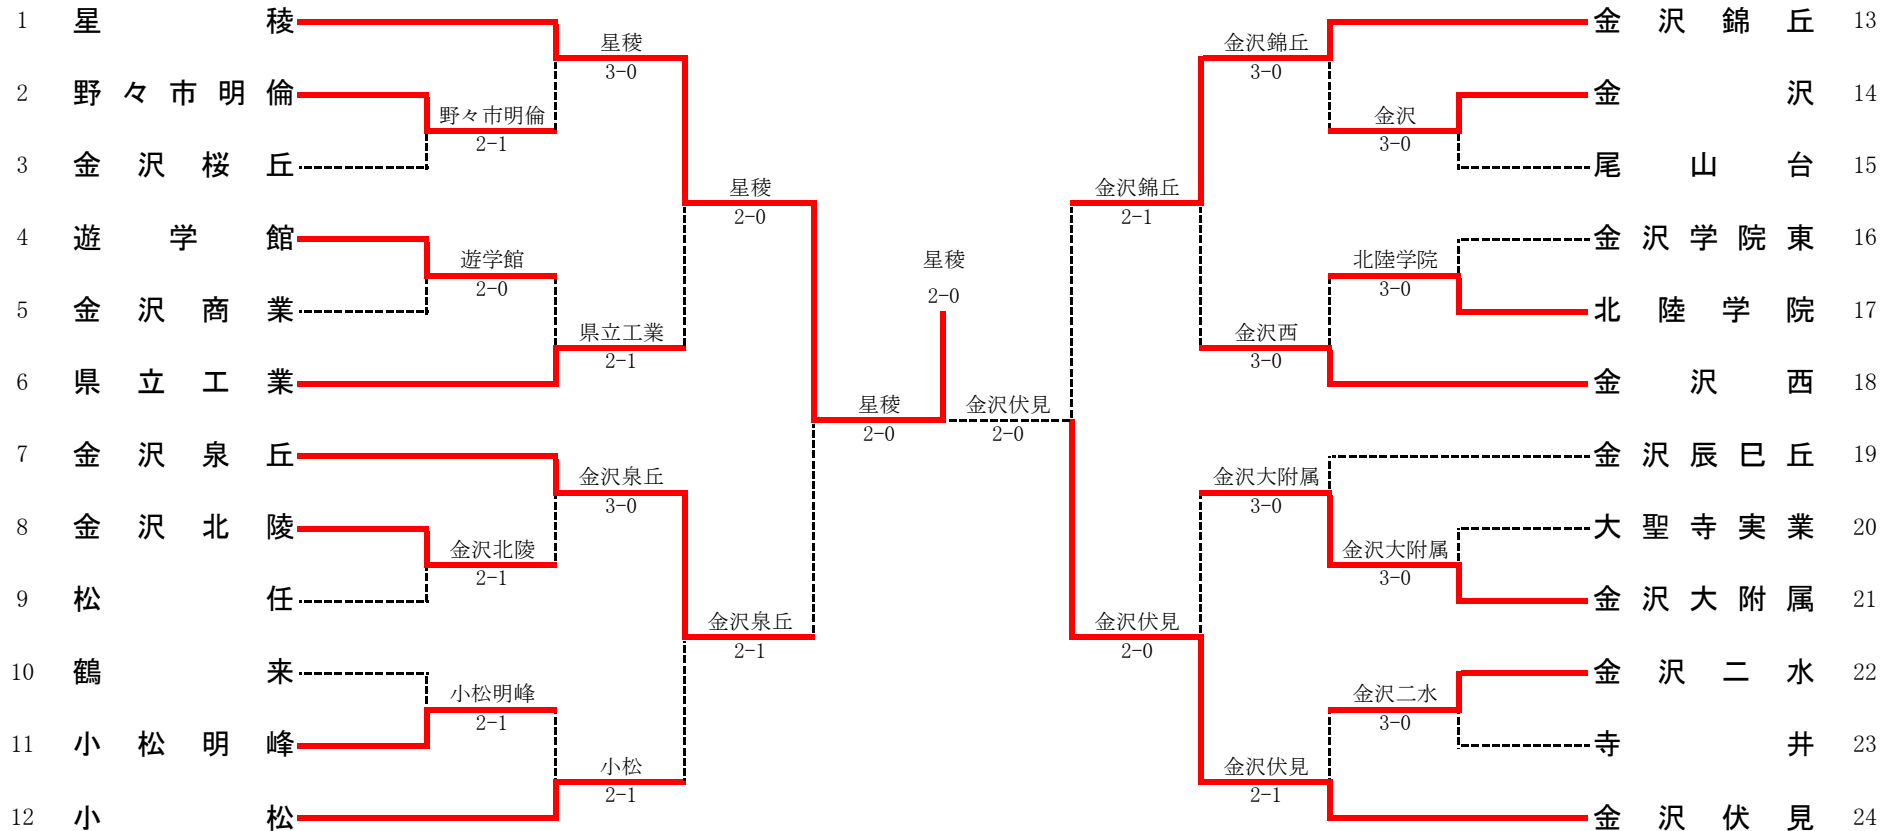 1 星稜
2 野々市明倫
3 金沢桜丘
4 遊学館
5 金沢商業
6 県立工業
7 金沢泉丘
8 金沢北陵
9 松任
10 鶴来
11 小松明峰
12 小松
野々市明倫
2-1
遊学館
2-0
金沢北陵
2-1
小松明峰
2-1
星稜
3-0
県立工業
2-1
金沢泉丘
3-0
小松
2-1
星稜
2-0
金沢泉丘
2-1
星稜
2-0
星稜
2-0
金沢伏見
2-0
金沢錦丘
2-1
金沢伏見
2-0
金沢錦丘
3-0
金沢西
3-0
金沢大附属
3-0
金沢伏見
2-1
金沢
3-0
北陸学院
3-0
金沢大附属
3-0
金沢二水
3-0
金沢錦丘 13
金沢 14
尾山台 15
金沢学院東 16
北陸学院 17
金沢西 18
金沢辰巳丘 19
大聖寺実業 20
金沢大附属 21
金沢二水 22
寺井 23
金沢伏見 24